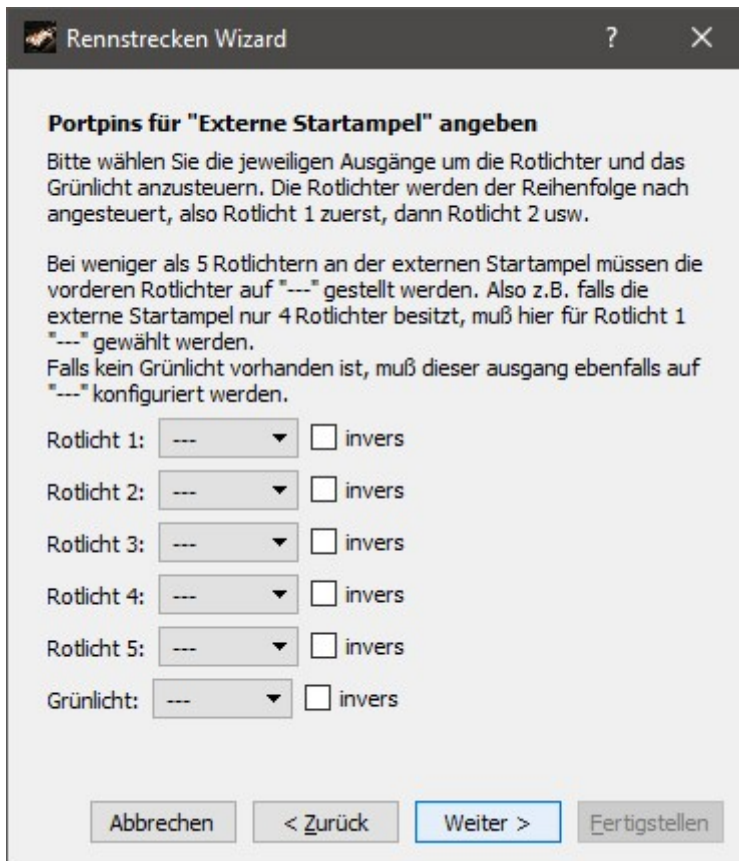 Rennstrecken Wizard ? ×
Portpins für "Externe Startampel" angeben
Bitte wählen Sie die jeweiligen Ausgänge um die Rotlichter und das
Grünlicht anzusteuern. Die Rotlichter werden der Reihenfolge nach
angesteuert, also Rotlicht 1 zuerst, dann Rotlicht 2 usw.
Bei weniger als 5 Rotlichtern an der externen Startampel müssen die
vorderen Rotlichter auf "---" gestellt werden. Also z.B. falls die
externe Startampel nur 4 Rotlichter besitzt, muß hier für Rotlicht 1
"---" gewählt werden.
Falls kein Grünlicht vorhanden ist, muß dieser ausgang ebenfalls auf
"---" konfiguriert werden.
Rotlicht 1: --- invers
Rotlicht 2: --- invers
Rotlicht 3: --- invers
Rotlicht 4: --- invers
Rotlicht 5: --- invers
Grünlicht: --- invers
Abbrechen < Zurück Weiter > Fertigstellen